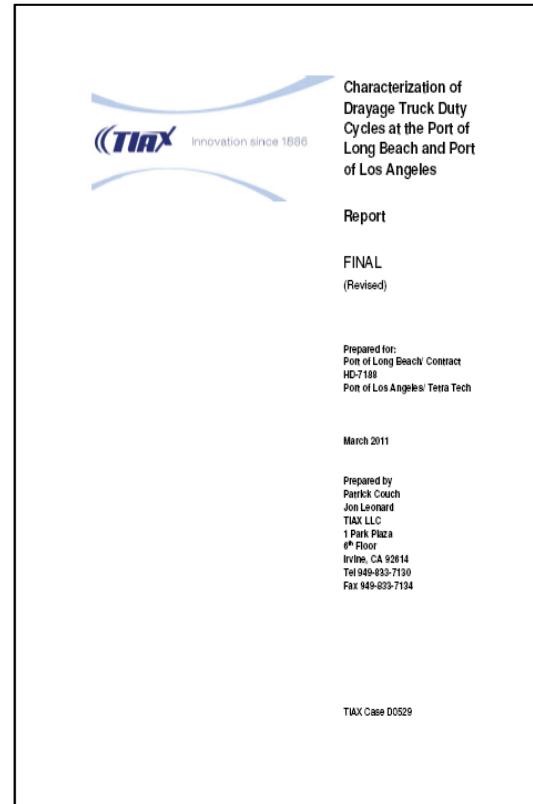 Characterization of
Drayage Truck Duty
Cycles at the Port of
Long Beach and Port
of Los Angeles
TIAX Innovation since 1886
Report
FINAL
(Revised)
Prepared for:
Port of Long Beach/ Contract
HD-7188
Port of Los Angeles/ Terra Tech
March 2011
Prepared by
Patrick Couch
Jon Leonard
TIAX LLC
1 Park Plaza
6th Floor
Irvine, CA 92614
Tel 949-833-7130
Fax 949-833-7134
TIAX Case D0529